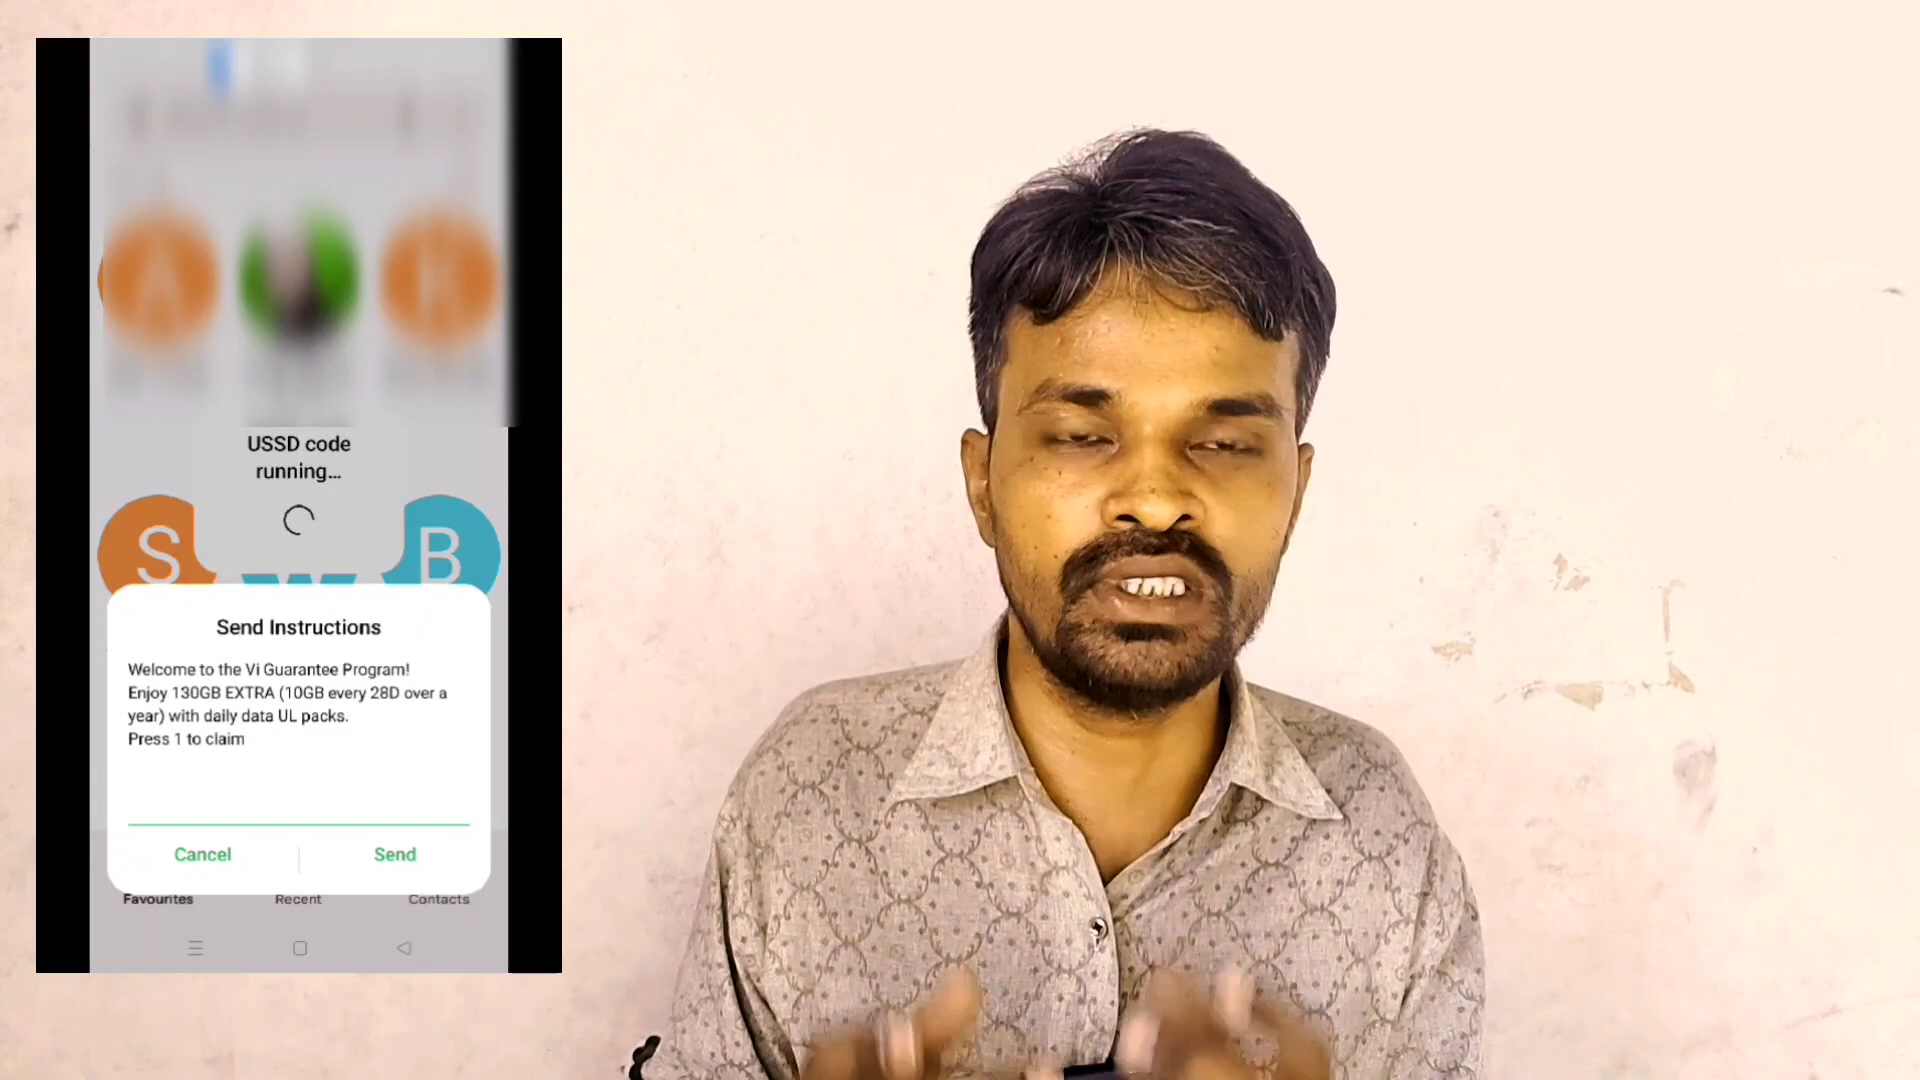 USSD code
running...
S
B
Send Instructions
Welcome to the Vi Guarantee Program!
Enjoy 130GB EXTRA (10GB every 28D over a
year) with daily data UL packs.
Press 1 to claim
Cancel
Send
Favourites
Recent
Contacts